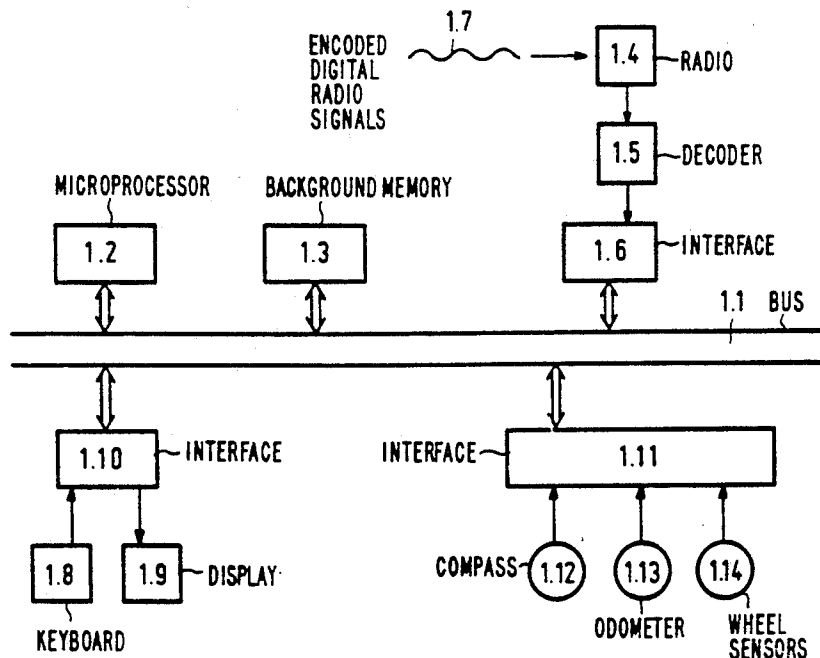 1.7
ENCODED
DIGITAL
RADIO
SIGNALS
1.4
RADIO
1.5
DECODER
MICROPROCESSOR
BACKGROUND MEMORY
1.2
1.3
1.6
INTERFACE
1.1
BUS
1.10
INTERFACE
INTERFACE
1.11
1.8
1.9
DISPLAY
KEYBOARD
COMPASS
1.12
1.13
1.14
ODOMETER
WHEEL
SENSORS